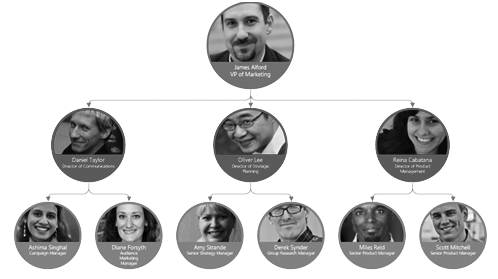 James Alford
VP of Marketing
Daniel Taylor
Director of Communications
Oliver Lee
Director of Strategic
Planning
Reina Cabatana
Director of Product
Management
Ashima Singhal
Campaign Manager
Diane Forsyth
Audience
Marketing
Manager
Amy Strande
Senior Strategy Manager
Derek Synder
Group Research Manager
Miles Reid
Senior Product Manager
Scott Mitchell
Senior Product Manager